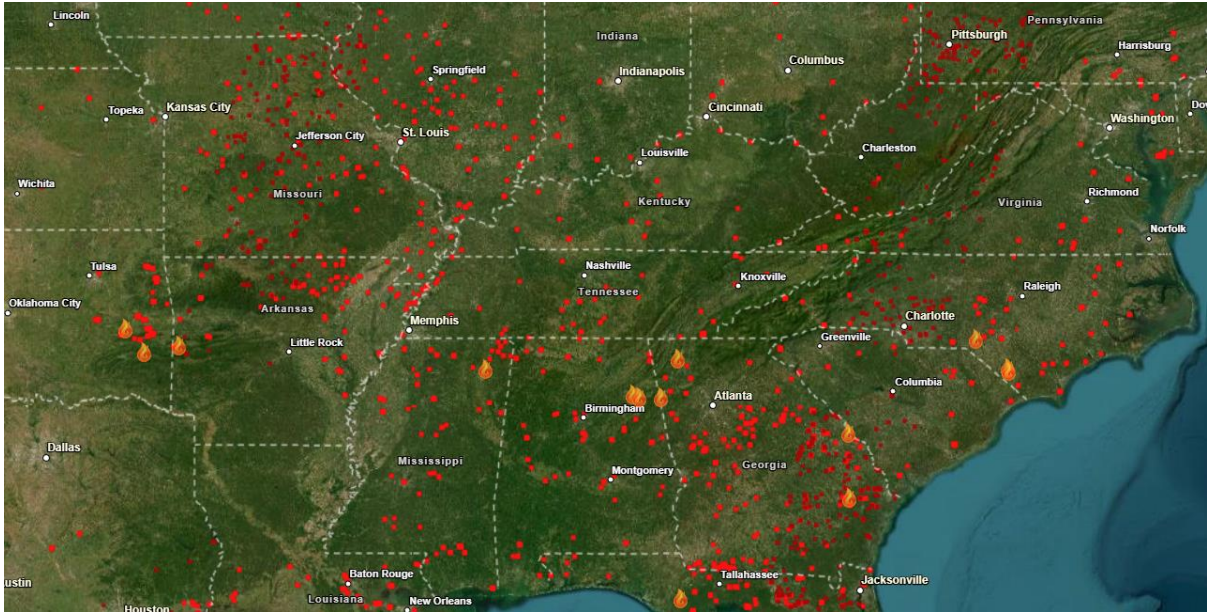 Lincoln
Pennsylvania
Pittsburgh
Indiana
Harrisburg
Columbus
Springfield
Indianapolis
Topeka
Kansas City
Cincinnati
Washington
Jefferson City
St. Louis
Louisville
Charleston
Wichita
Missouri
Richmond
Kentucky
Virginia
Norfolk
Tulsa
Nashville
Knoxville
Tennessee
Raleigh
Oklahoma City
Arkansas
Memphis
Charlotte
Little Rock
Greenville
Columbia
Atlanta
Birmingham
Dallas
Mississippi
Georgia
Montgomery
Baton Rouge
Tallahassee
Jacksonville
Louisiana
New Orleans
Houston